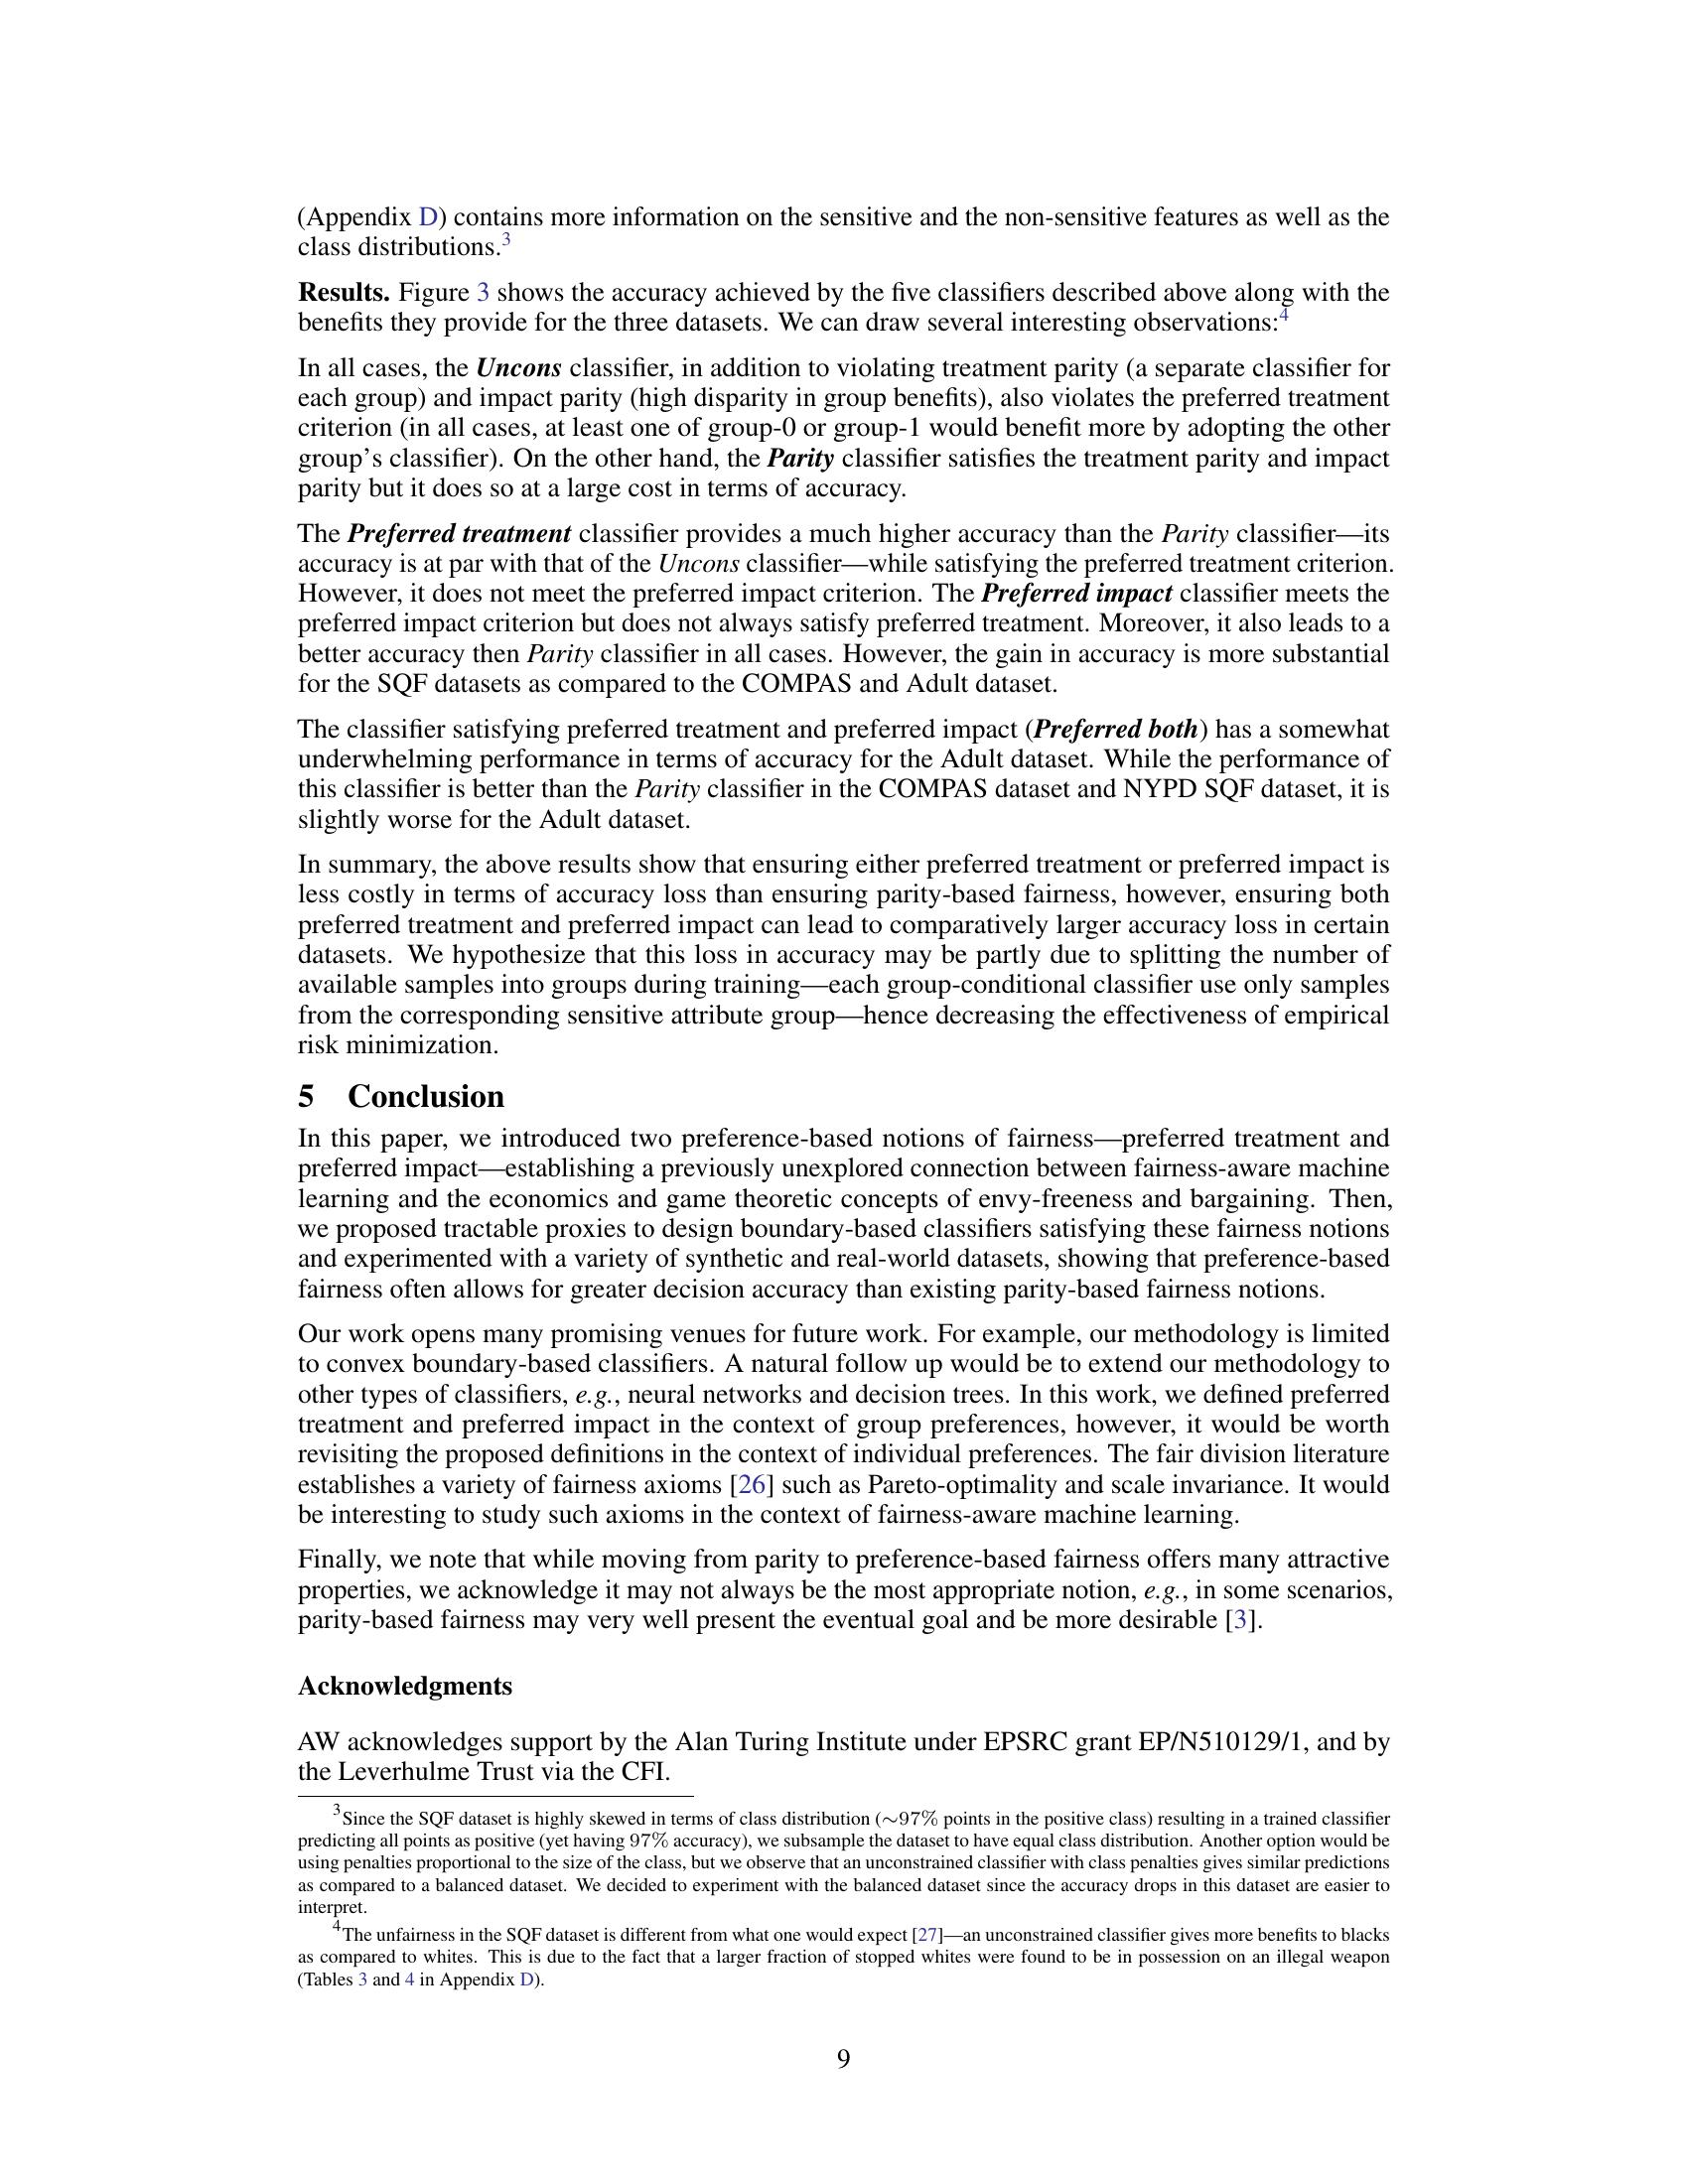 (Appendix D) contains more information on the sensitive and the non-sensitive features as well as the
class distributions.3
Results. Figure 3 shows the accuracy achieved by the five classifiers described above along with the
benefits they provide for the three datasets. We can draw several interesting observations:4
In all cases, the Uncons classifier, in addition to violating treatment parity (a separate classifier for
each group) and impact parity (high disparity in group benefits), also violates the preferred treatment
criterion (in all cases, at least one of group-0 or group-1 would benefit more by adopting the other
group's classifier). On the other hand, the Parity classifier satisfies the treatment parity and impact
parity but it does so at a large cost in terms of accuracy.
The Preferred treatment classifier provides a much higher accuracy than the Parity classifier—its
accuracy is at par with that of the Uncons classifier—while satisfying the preferred treatment criterion.
However, it does not meet the preferred impact criterion. The Preferred impact classifier meets the
preferred impact criterion but does not always satisfy preferred treatment. Moreover, it also leads to a
better accuracy then Parity classifier in all cases. However, the gain in accuracy is more substantial
for the SQF datasets as compared to the COMPAS and Adult dataset.
The classifier satisfying preferred treatment and preferred impact (Preferred both) has a somewhat
underwhelming performance in terms of accuracy for the Adult dataset. While the performance of
this classifier is better than the Parity classifier in the COMPAS dataset and NYPD SQF dataset, it is
slightly worse for the Adult dataset.
In summary, the above results show that ensuring either preferred treatment or preferred impact is
less costly in terms of accuracy loss than ensuring parity-based fairness, however, ensuring both
preferred treatment and preferred impact can lead to comparatively larger accuracy loss in certain
datasets. We hypothesize that this loss in accuracy may be partly due to splitting the number of
available samples into groups during training—each group-conditional classifier use only samples
from the corresponding sensitive attribute group—hence decreasing the effectiveness of empirical
risk minimization.
5 Conclusion
In this paper, we introduced two preference-based notions of fairness—preferred treatment and
preferred impact—establishing a previously unexplored connection between fairness-aware machine
learning and the economics and game theoretic concepts of envy-freeness and bargaining. Then,
we proposed tractable proxies to design boundary-based classifiers satisfying these fairness notions
and experimented with a variety of synthetic and real-world datasets, showing that preference-based
fairness often allows for greater decision accuracy than existing parity-based fairness notions.
Our work opens many promising venues for future work. For example, our methodology is limited
to convex boundary-based classifiers. A natural follow up would be to extend our methodology to
other types of classifiers, e.g., neural networks and decision trees. In this work, we defined preferred
treatment and preferred impact in the context of group preferences, however, it would be worth
revisiting the proposed definitions in the context of individual preferences. The fair division literature
establishes a variety of fairness axioms [26] such as Pareto-optimality and scale invariance. It would
be interesting to study such axioms in the context of fairness-aware machine learning.
Finally, we note that while moving from parity to preference-based fairness offers many attractive
properties, we acknowledge it may not always be the most appropriate notion, e.g., in some scenarios,
parity-based fairness may very well present the eventual goal and be more desirable [3].
Acknowledgments
AW acknowledges support by the Alan Turing Institute under EPSRC grant EP/N510129/1, and by
the Leverhulme Trust via the CFI.
3Since the SQF dataset is highly skewed in terms of class distribution (∼97% points in the positive class) resulting in a trained classifier
predicting all points as positive (yet having 97% accuracy), we subsample the dataset to have equal class distribution. Another option would be
using penalties proportional to the size of the class, but we observe that an unconstrained classifier with class penalties gives similar predictions
as compared to a balanced dataset. We decided to experiment with the balanced dataset since the accuracy drops in this dataset are easier to
interpret.
4The unfairness in the SQF dataset is different from what one would expect [27]—an unconstrained classifier gives more benefits to blacks
as compared to whites. This is due to the fact that a larger fraction of stopped whites were found to be in possession on an illegal weapon
(Tables 3 and 4 in Appendix D).
9